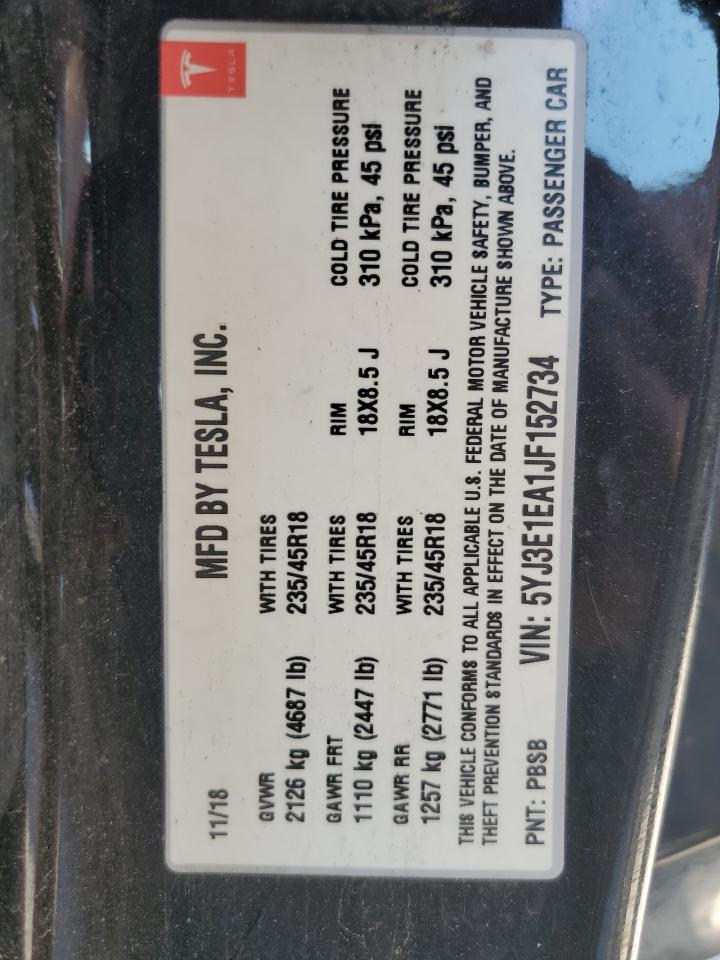 TESLA
MFD BY TESLA, INC.
11/18
GVWR WITH TIRES
2126 kg (4687 lb) 235/45R18
GAWR FRT WITH TIRES RIM COLD TIRE PRESSURE
1110 kg (2447 lb) 235/45R18 18X8.5 J 310 kPa, 45 psi
GAWR RR WITH TIRES RIM COLD TIRE PRESSURE
1257 kg (2771 lb) 235/45R18 18X8.5 J 310 kPa, 45 psi
THIS VEHICLE CONFORMS TO ALL APPLICABLE U.S. FEDERAL MOTOR VEHICLE SAFETY, BUMPER, AND
THEFT PREVENTION STANDARDS IN EFFECT ON THE DATE OF MANUFACTURE SHOWN ABOVE.
PNT: PBSB VIN: 5YJ3E1EA1JF152734 TYPE: PASSENGER CAR